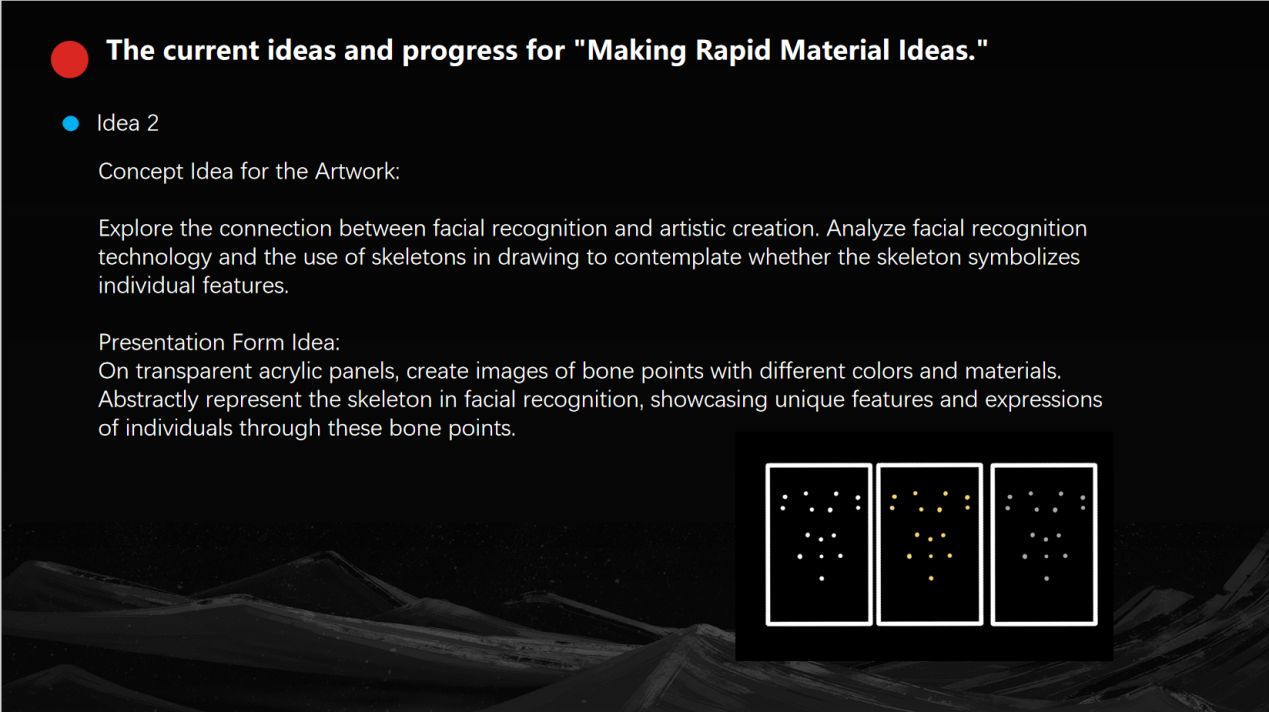 The current ideas and progress for "Making Rapid Material Ideas."
Idea 2
Concept Idea for the Artwork:
Explore the connection between facial recognition and artistic creation. Analyze facial recognition
technology and the use of skeletons in drawing to contemplate whether the skeleton symbolizes
individual features.
Presentation Form Idea:
On transparent acrylic panels, create images of bone points with different colors and materials.
Abstractly represent the skeleton in facial recognition, showcasing unique features and expressions
of individuals through these bone points.